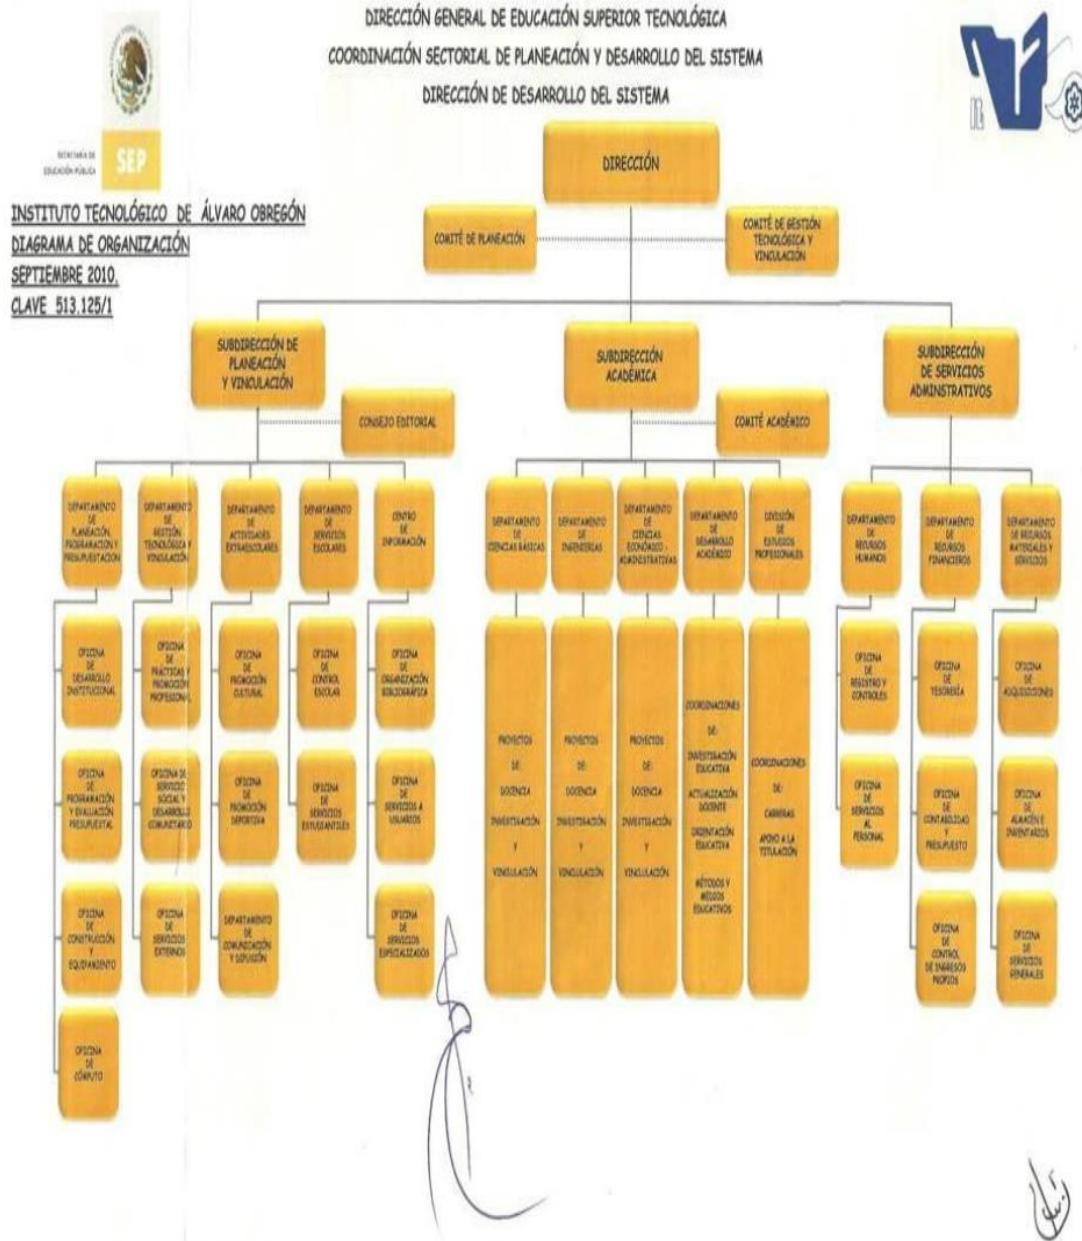 DIRECCIÓN GENERAL DE EDUCACIÓN SUPERIOR TECNOLÓGICA
COORDINACIÓN SECTORIAL DE PLANEACIÓN Y DESARROLLO DEL SISTEMA
DIRECCIÓN DE DESARROLLO DEL SISTEMA
SECRETARÍA DE
EDUCACIÓN PÚBLICA
SEP
INSTITUTO TECNOLÓGICO DE ÁLVARO OBREGÓN
DIAGRAMA DE ORGANIZACIÓN
SEPTIEMBRE 2010.
CLAVE 513.125/1
DIRECCIÓN
COMITÉ DE PLANEACIÓN
COMITÉ DE GESTIÓN
TECNOLÓGICA Y
VINCULACIÓN
SUBDIRECCIÓN DE
PLANEACIÓN
Y VINCULACIÓN
SUBDIRECCIÓN
ACADÉMICA
SUBDIRECCIÓN
DE SERVICIOS
ADMINSTRATIVOS
CONSEJO EDITORIAL
COMITÉ ACADÉMICO
DEPARTAMENTO
DE
PLANEACIÓN,
PROGRAMACIÓN Y
PRESUPUESTACIÓN
DEPARTAMENTO
DE
GESTIÓN
TECNOLÓGICA Y
VINCULACIÓN
DEPARTAMENTO
DE
ACTIVIDADES
EXTRAESCOLARES
DEPARTAMENTO
DE
SERVICIOS
ESCOLARES
CENTRO
DE
INFORMACIÓN
DEPARTAMENTO
DE
CIENCIAS BÁSICAS
DEPARTAMENTO
DE
INGENIERIAS
DEPARTAMENTO
DE
CIENCIAS
ECONÓMICO -
ADMINISTRATIVAS
DEPARTAMENTO
DE
DESARROLLO
ACADÉMICO
DIVISIÓN
DE
ESTUDIOS
PROFESIONALES
DEPARTAMENTO
DE
RECURSOS
HUMANOS
DEPARTAMENTO
DE
RECURSOS
FINANCIEROS
DEPARTAMENTO
DE RECURSOS
MATERIALES Y
SERVICIOS
OFICINA
DE
DESARROLLO
INSTITUCIONAL
OFICINA
DE
PRÁCTICAS Y
PROMOCIÓN
PROFESIONAL
OFICINA
DE
PROMOCIÓN
CULTURAL
OFICINA
DE
CONTROL
ESCOLAR
OFICINA
DE
ORGANIZACIÓN
BIBLIOGRÁFICA
OFICINA
DE
PROGRAMACIÓN
Y EVALUACIÓN
PRESUPUESTAL
OFICINA DE
SERVICIO
SOCIAL Y
DESARROLLO
COMUNITARIO
OFICINA
DE
PROMOCIÓN
DEPORTIVA
OFICINA
DE
SERVICIOS
ESTUDIANTILES
OFICINA
DE
SERVICIOS A
USUARIOS
OFICINA
DE
CONSTRUCCIÓN
Y
EQUIPAMIENTO
OFICINA
DE
SERVICIOS
EXTERNOS
DEPARTAMENTO
DE
COMUNICACIÓN
Y DIFUSIÓN
OFICINA
DE
SERVICIOS
ESPECIALIZADOS
OFICINA
DE
CÓMPUTO
PROYECTOS
DE:
DOCENCIA
INVESTIGACIÓN
Y
VINCULACIÓN
PROYECTOS
DE:
DOCENCIA
INVESTIGACIÓN
Y
VINCULACIÓN
PROYECTOS
DE:
DOCENCIA
INVESTIGACIÓN
Y
VINCULACIÓN
COORDINACIONES
DE:
INVESTIGACIÓN
EDUCATIVA
ACTUALIZACIÓN
DOCENTE
ORIENTACIÓN
EDUCATIVA
MÉTODOS Y
MEDIOS
EDUCATIVOS
COORDINACIONES
DE:
CARRERAS
APOYO A LA
TITULACIÓN
OFICINA
DE
REGISTRO Y
CONTROLES
OFICINA
DE
TESORERÍA
OFICINA
DE
ADQUISICIONES
OFICINA
DE
SERVICIOS
AL
PERSONAL
OFICINA
DE
CONTABILIDAD
Y
PRESUPUESTO
OFICINA
DE
ALMACÉN E
INVENTARIOS
OFICINA
DE
CONTROL
DE INGRESOS
PROPIOS
OFICINA
DE
SERVICIOS
GENERALES